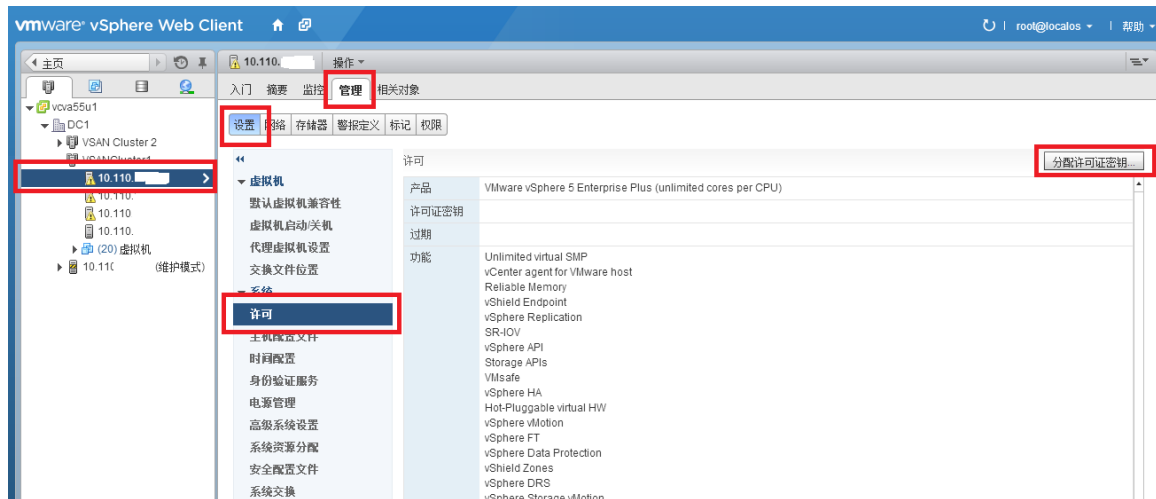 vmware® vSphere Web Client
root@localos
帮助
主页
vcva55u1
DC1
VSAN Cluster 2
VSANCluster1
10.110.
10.110.
10.110
10.110.
(20) 虚拟机
10.11( (维护模式)
10.110. 操作
入门 摘要 监控 管理 相关对象
设置 网络 存储器 警报定义 标记 权限
虚拟机
默认虚拟机兼容性
虚拟机启动/关机
代理虚拟机设置
交换文件位置
系统
许可
主机配置文件
时间配置
身份验证服务
电源管理
高级系统设置
系统资源分配
安全配置文件
系统交换
许可
分配许可证密钥...
产品 VMware vSphere 5 Enterprise Plus (unlimited cores per CPU)
许可证密钥
过期
功能 Unlimited virtual SMP
vCenter agent for VMware host
Reliable Memory
vShield Endpoint
vSphere Replication
SR-IOV
vSphere API
Storage APIs
VMsafe
vSphere HA
Hot-Pluggable virtual HW
vSphere vMotion
vSphere FT
vSphere Data Protection
vShield Zones
vSphere DRS
vSphere Storage vMotion